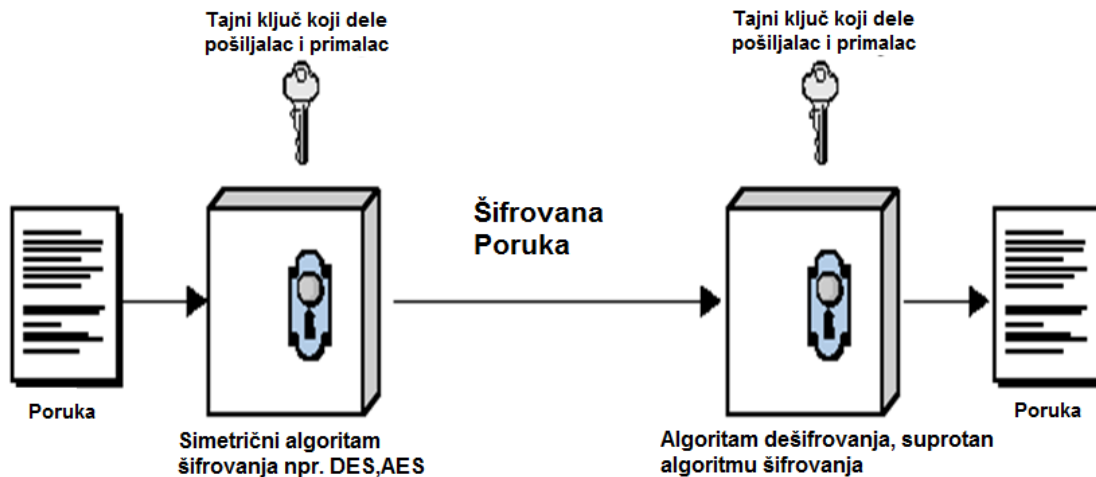 Tajni ključ koji dele
pošiljalac i primalac
Tajni ključ koji dele
pošiljalac i primalac
Šifrovana
Poruka
Poruka
Simetrični algoritam
šifrovanja npr. DES,AES
Algoritam dešifrovanja, suprotan
algoritmu šifrovanja
Poruka